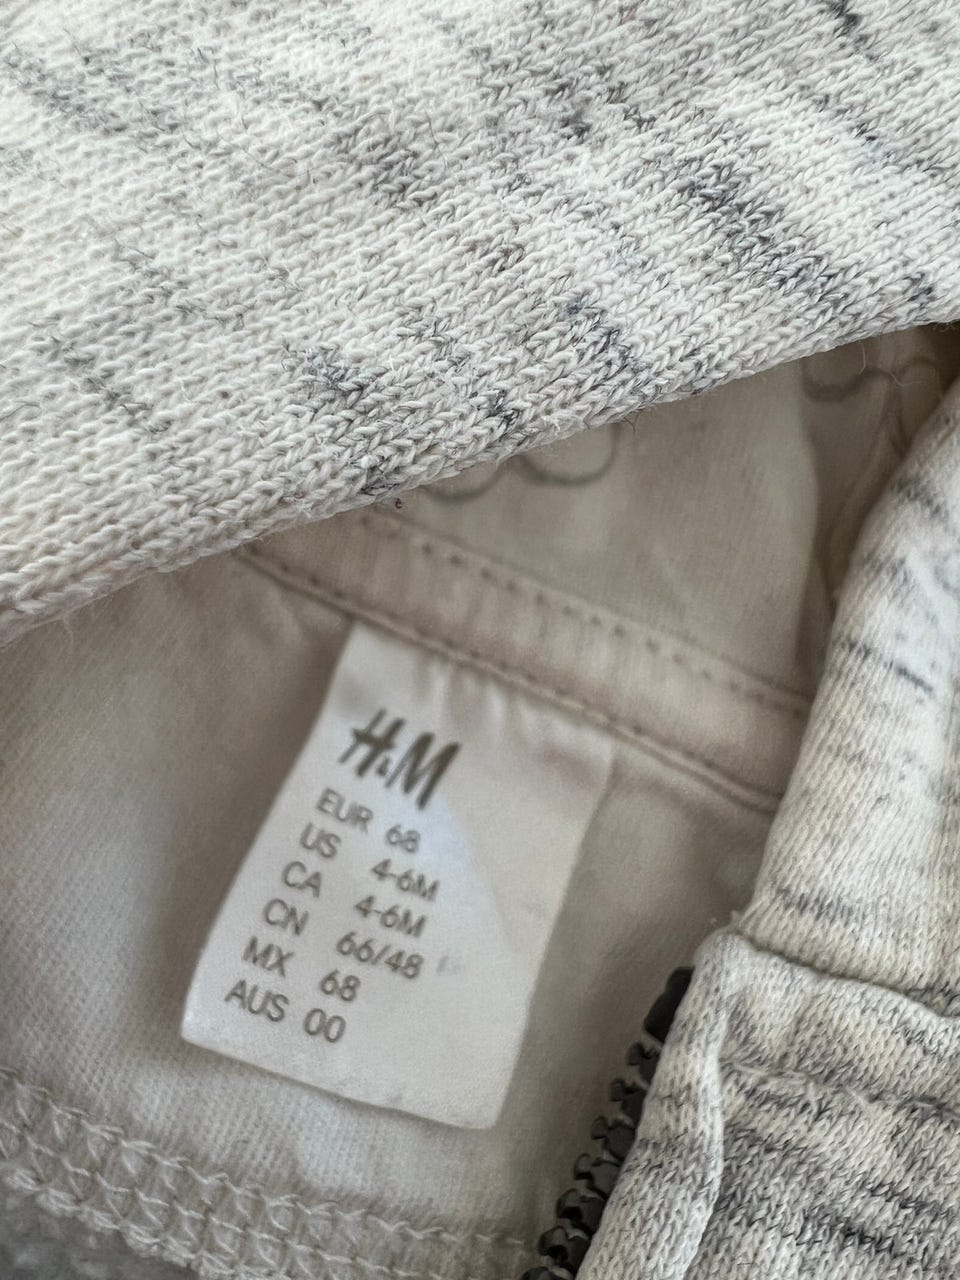 H&M
EUR 68
US 4-6M
CA 4-6M
CN 66/48
MX 68
AUS 00